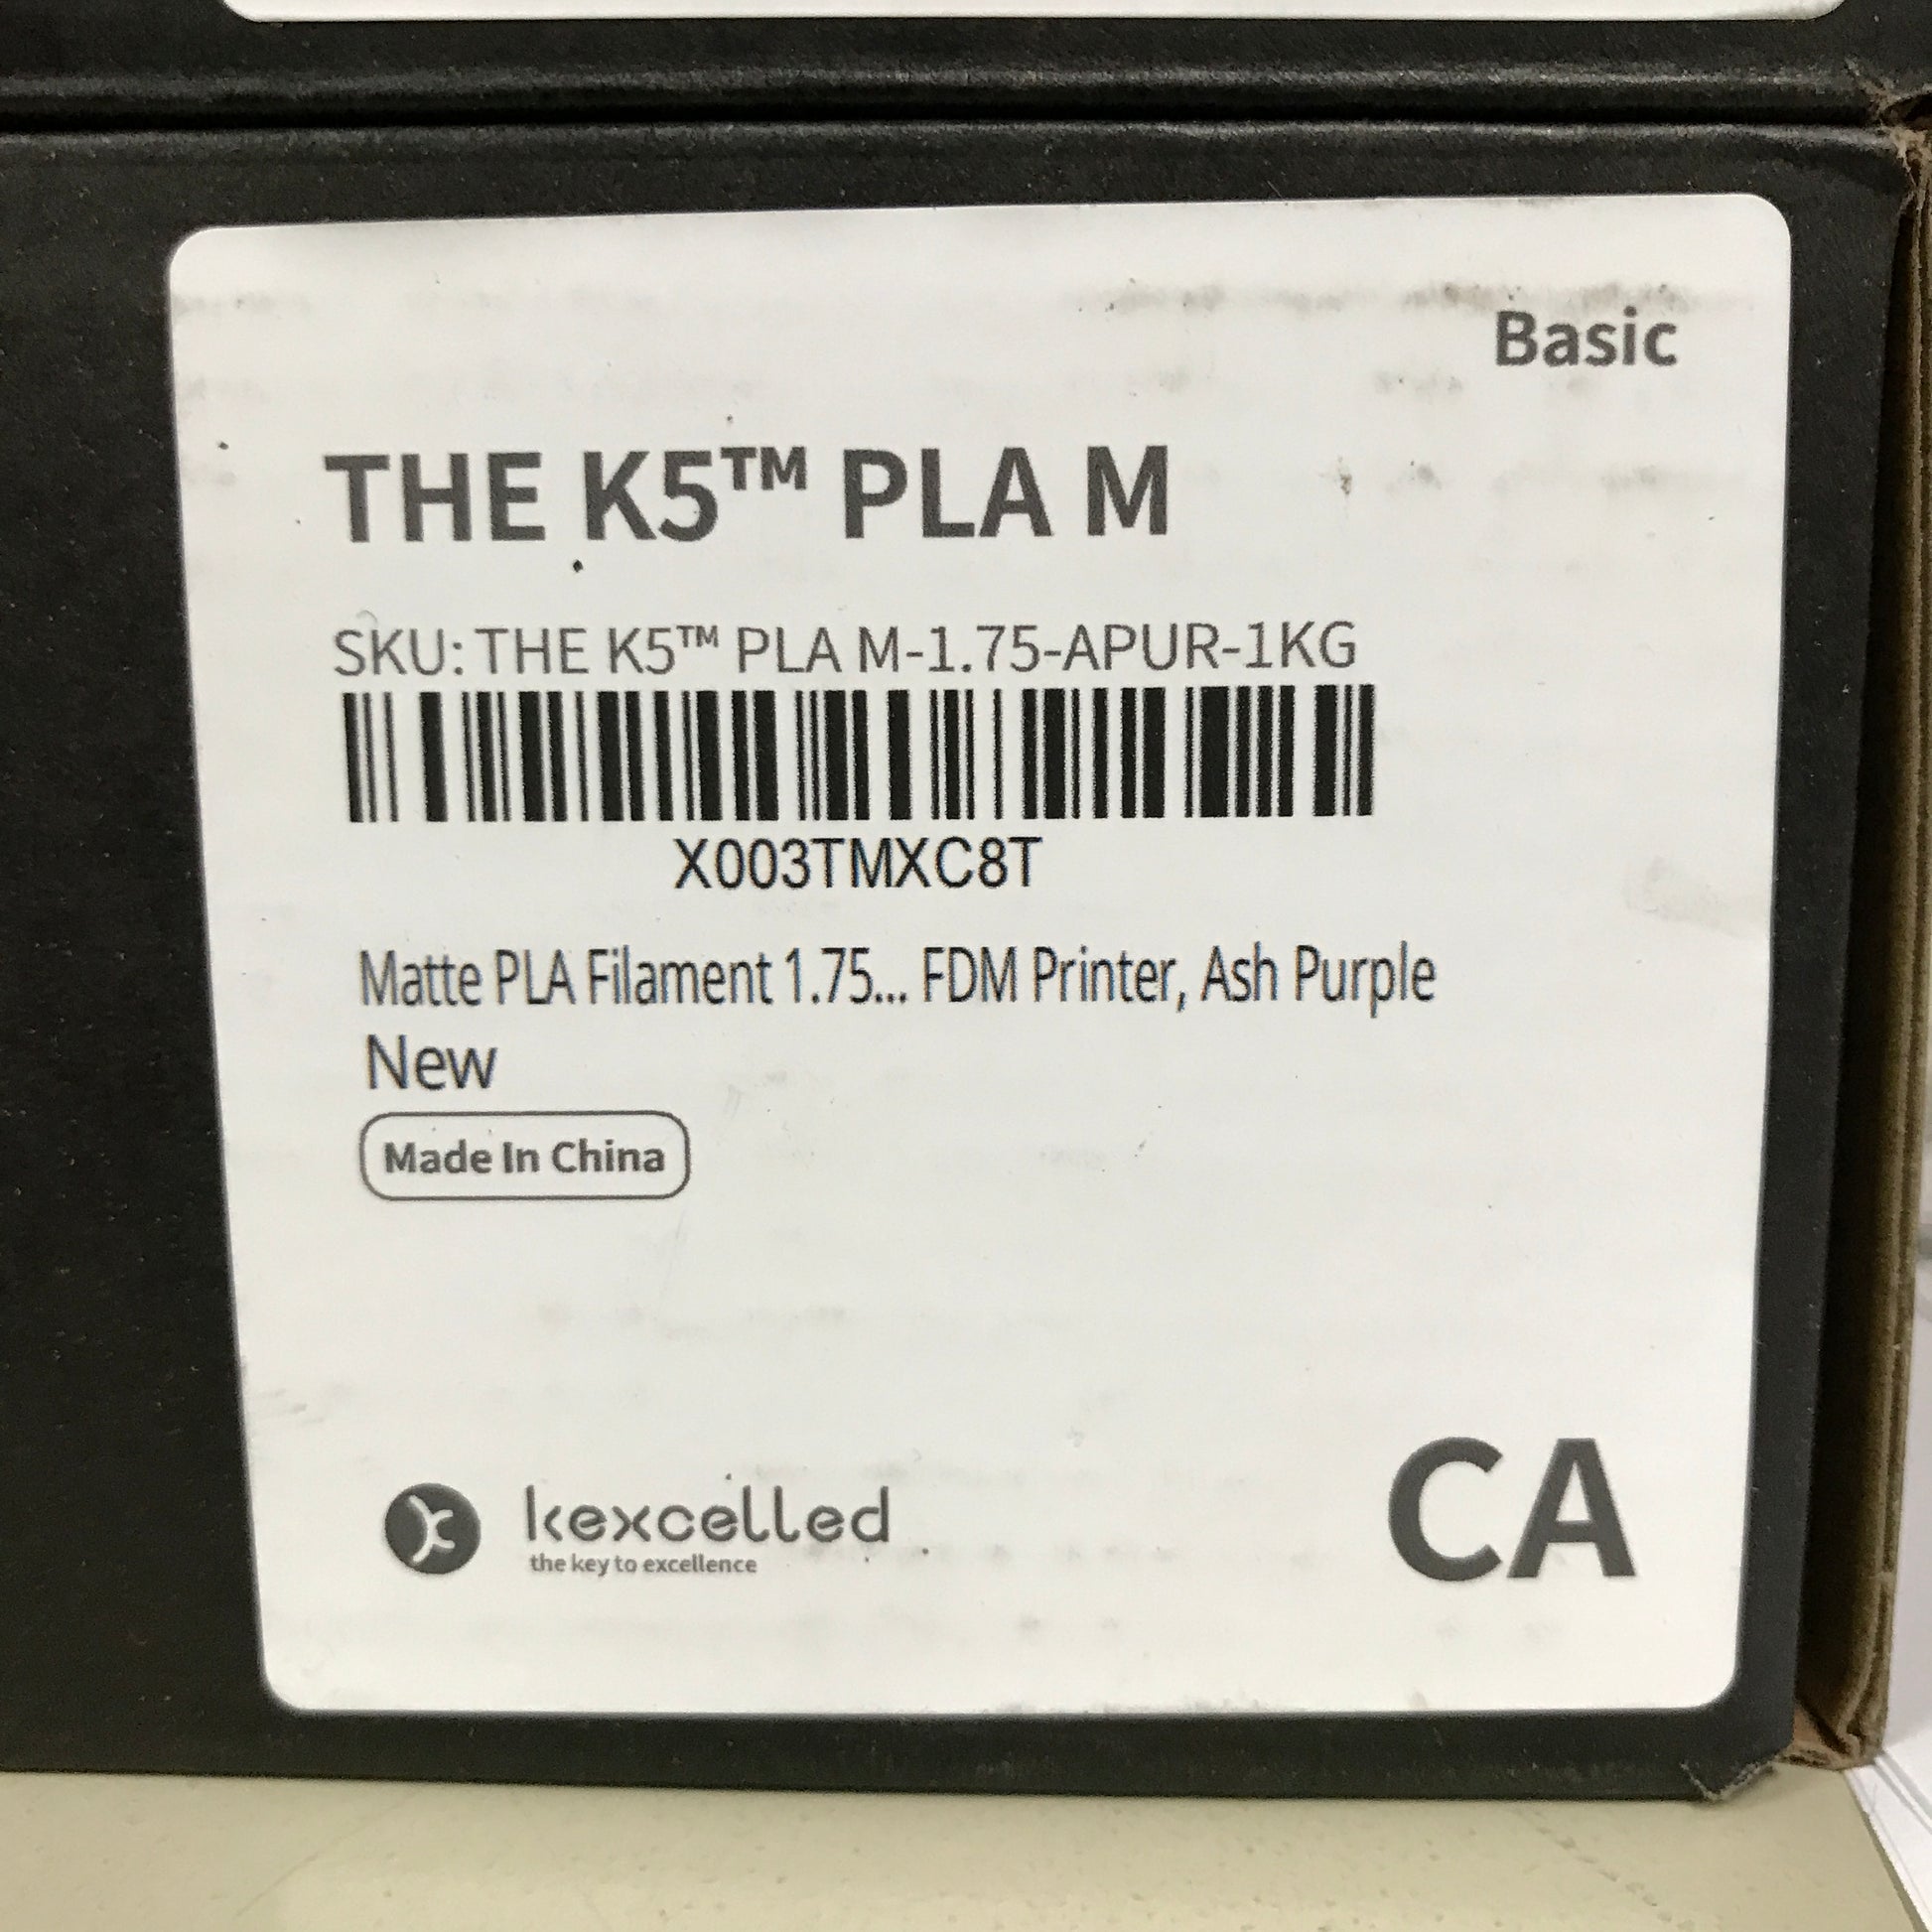 Basic
THE K5™ PLA M
SKU: THE K5™ PLA M-1.75-APUR-1KG
X003TMXC8T
Matte PLA Filament 1.75... FDM Printer, Ash Purple
New
Made In China
kexcelled
the key to excellence
CA